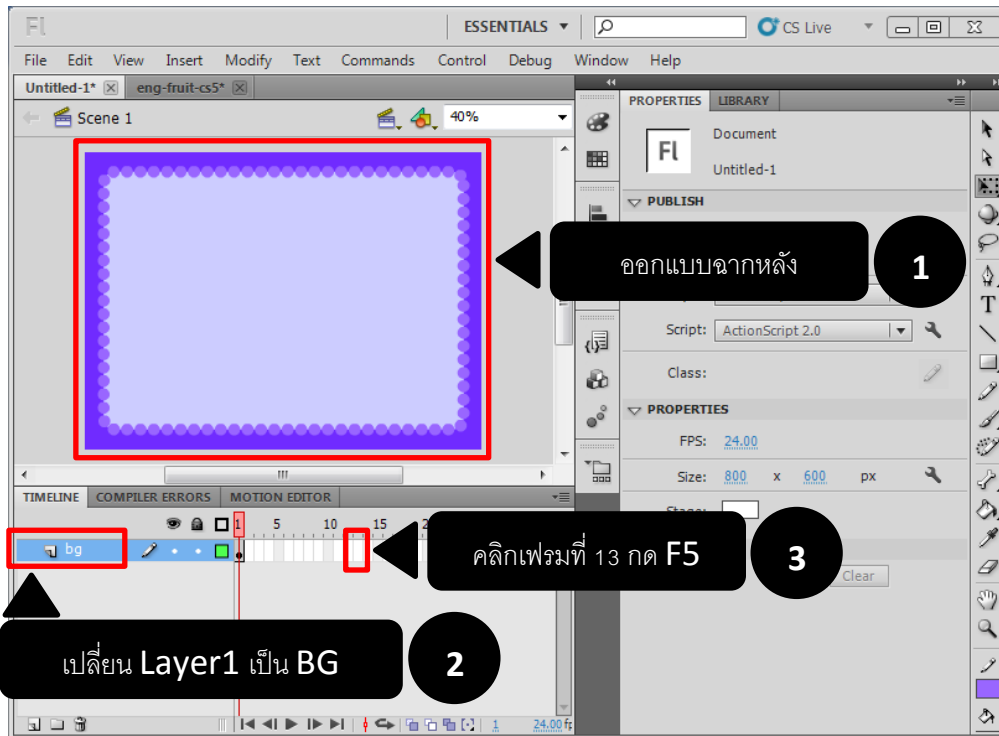 Fl ESSENTIALS CS Live
File Edit View Insert Modify Text Commands Control Debug Window Help
Untitled-1* eng-fruit-cs5*
Scene 1 40%
PROPERTIES LIBRARY
Document
Fl
Untitled-1
PUBLISH
ออกแบบฉากหลัง 1
Script: ActionScript 2.0
Class:
PROPERTIES
FPS: 24.00
Size: 800 x 600 px
TIMELINE COMPILER ERRORS MOTION EDITOR
Stage:
1 5 10 15
bg
คลิกเฟรมที่ 13 กด F5 3
Clear
เปลี่ยน Layer1 เป็น BG 2
1 24.00